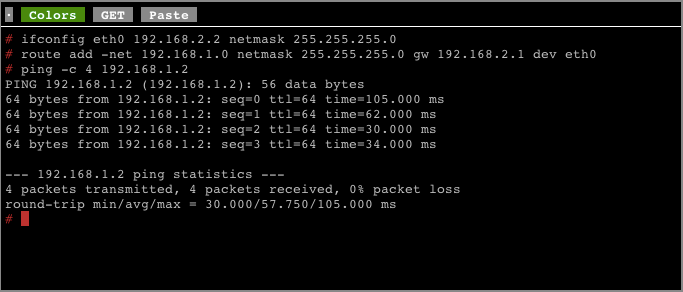 Colors GET Paste
# ifconfig eth0 192.168.2.2 netmask 255.255.255.0
# route add -net 192.168.1.0 netmask 255.255.255.0 gw 192.168.2.1 dev eth0
# ping -c 4 192.168.1.2
PING 192.168.1.2 (192.168.1.2): 56 data bytes
64 bytes from 192.168.1.2: seq=0 ttl=64 time=105.000 ms
64 bytes from 192.168.1.2: seq=1 ttl=64 time=62.000 ms
64 bytes from 192.168.1.2: seq=2 ttl=64 time=30.000 ms
64 bytes from 192.168.1.2: seq=3 ttl=64 time=34.000 ms

--- 192.168.1.2 ping statistics ---
4 packets transmitted, 4 packets received, 0% packet loss
round-trip min/avg/max = 30.000/57.750/105.000 ms
#